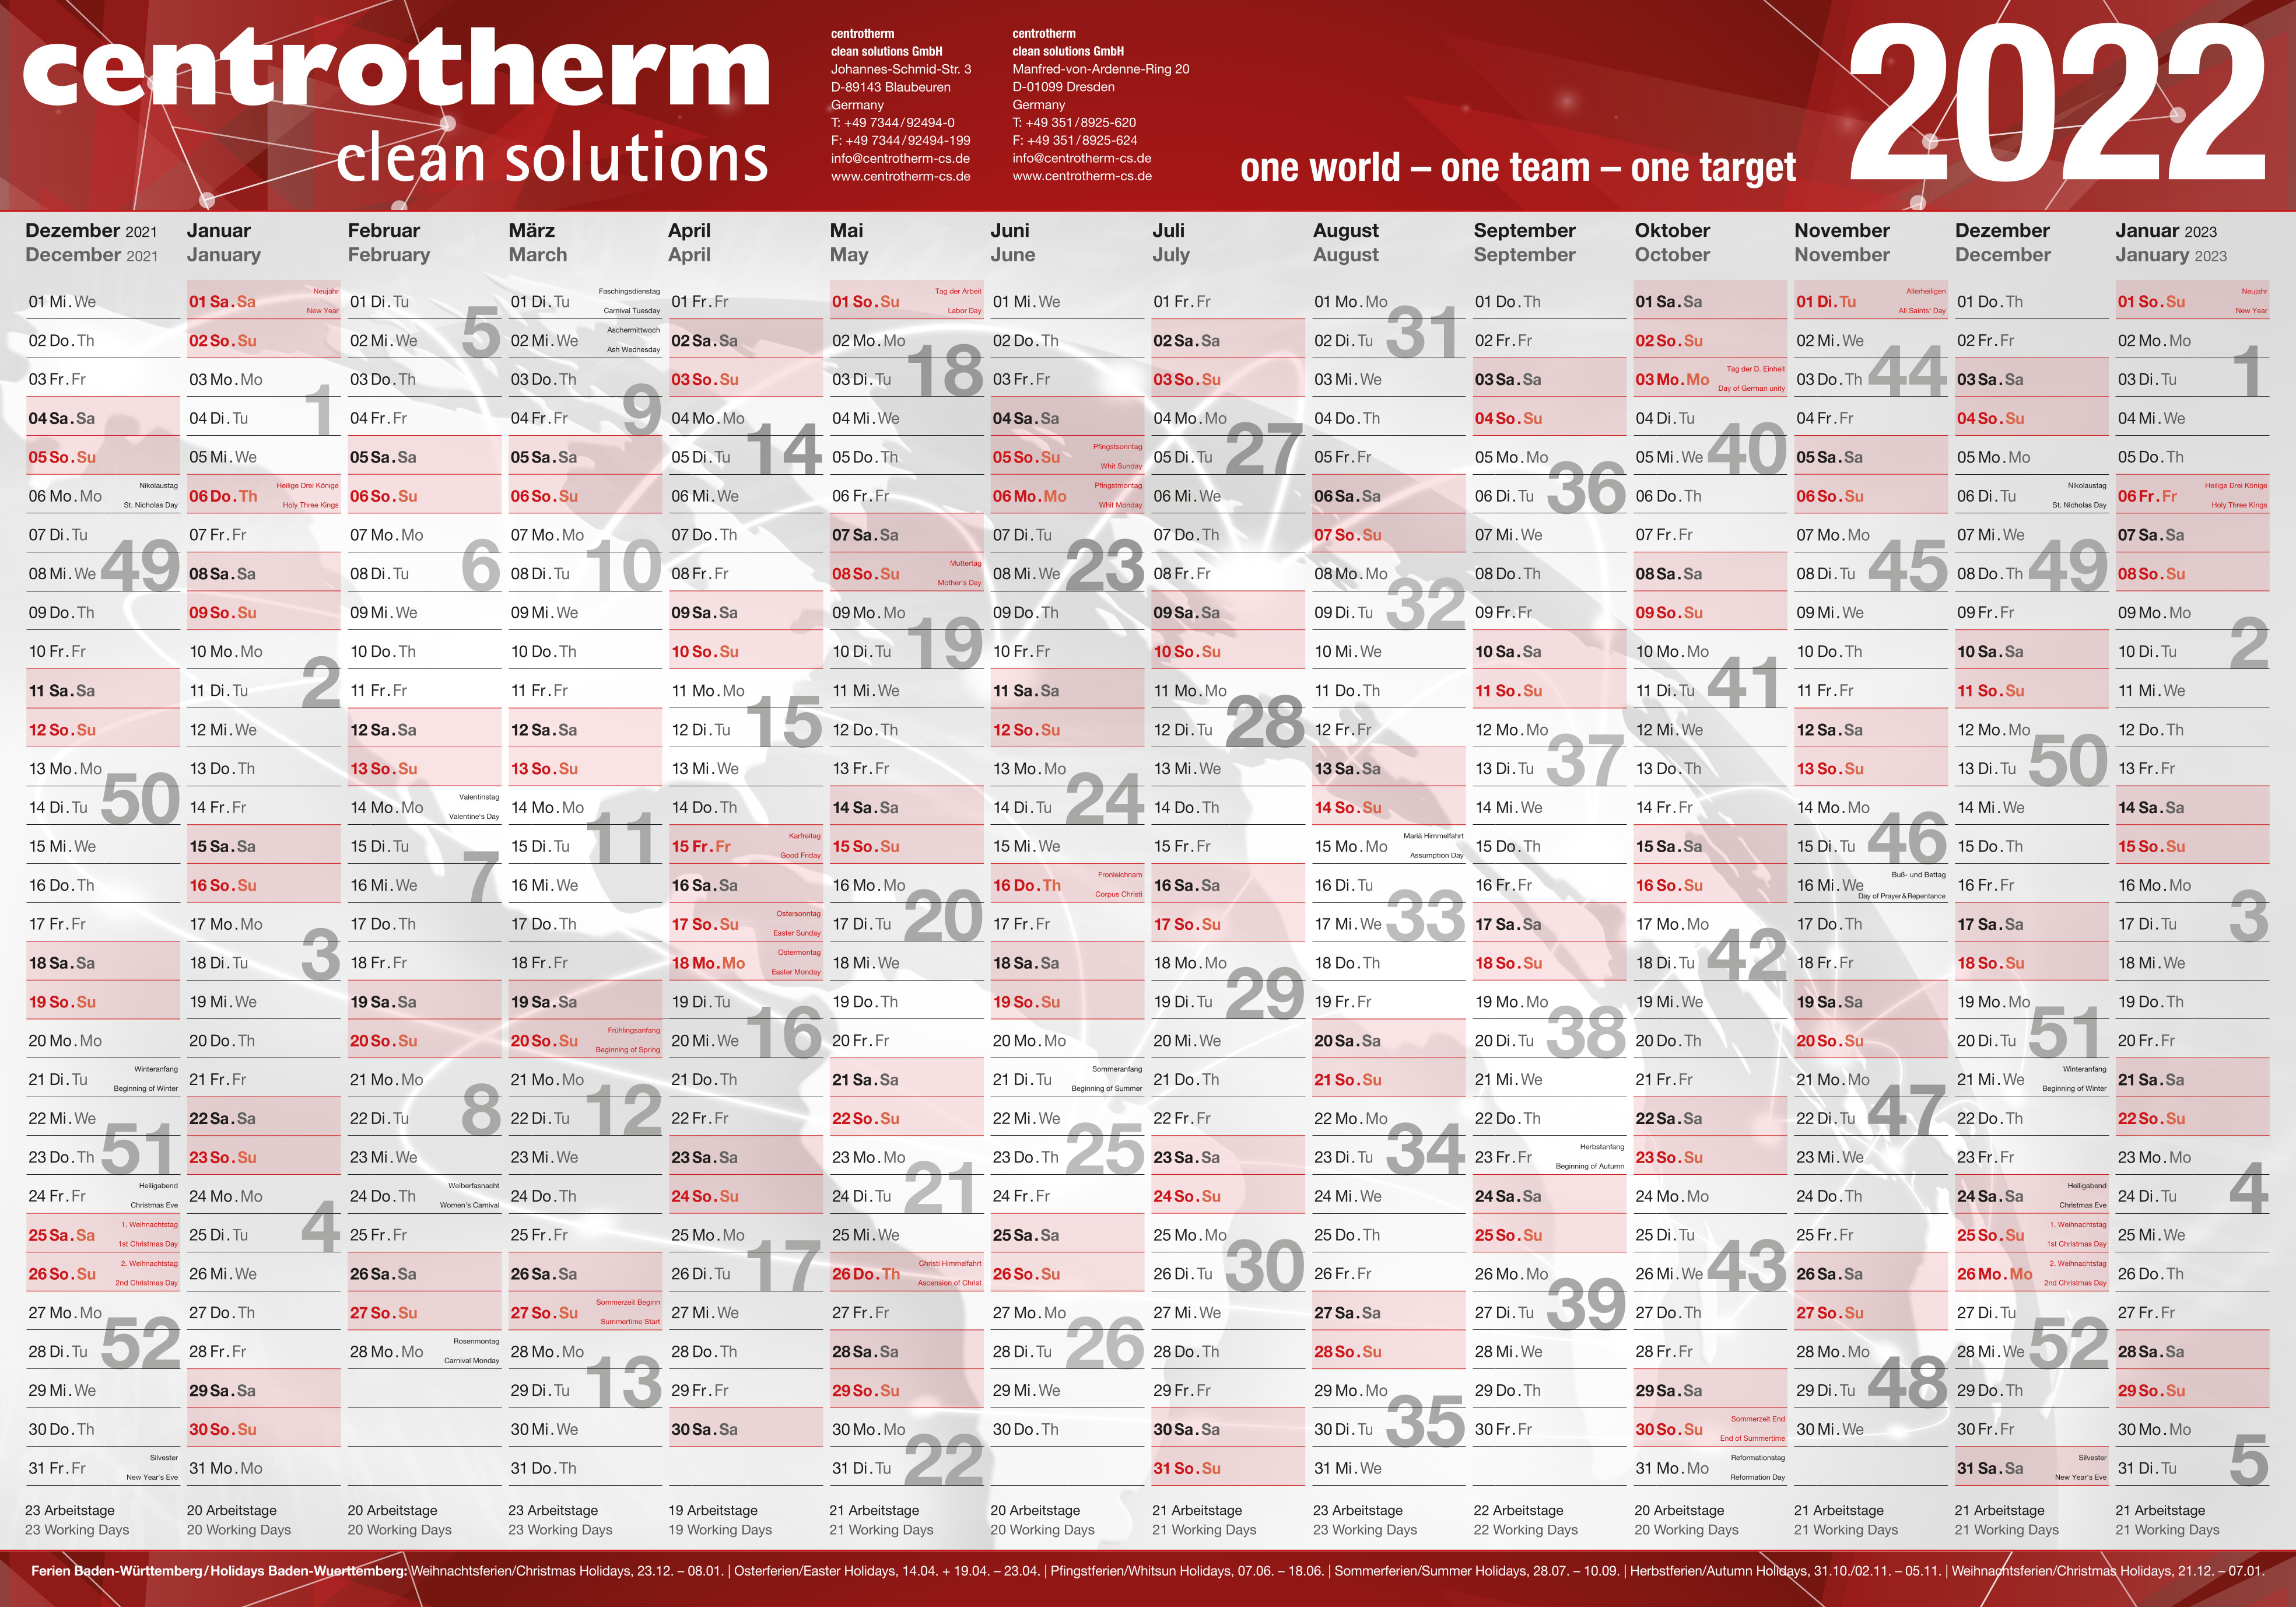 centrotherm
clean solutions
centrotherm
clean solutions GmbH
Johannes-Schmid-Str. 3
D-89143 Blaubeuren
Germany
T: +49 7344/92494-0
F: +49 7344/92494-199
info@centrotherm-cs.de
www.centrotherm-cs.de
centrotherm
clean solutions GmbH
Manfred-von-Ardenne-Ring 20
D-01099 Dresden
Germany
T: +49 351/8925-620
F: +49 351/8925-624
info@centrotherm-cs.de
www.centrotherm-cs.de
one world – one team – one target
2022
Dezember 2021
December 2021
01 Mi.We
02 Do.Th
03 Fr.Fr
04 Sa.Sa
05 So.Su
06 Mo.Mo Nikolaustag
St. Nicholas Day
07 Di.Tu
08 Mi.We 49
09 Do.Th
10 Fr.Fr
11 Sa.Sa
12 So.Su
13 Mo.Mo
14 Di.Tu 50
15 Mi.We
16 Do.Th
17 Fr.Fr
18 Sa.Sa
19 So.Su
20 Mo.Mo
21 Di.Tu Winteranfang
Beginning of Winter
22 Mi.We
23 Do.Th 51
24 Fr.Fr Heiligabend
Christmas Eve
25 Sa.Sa 1. Weihnachtstag
1st Christmas Day
26 So.Su 2. Weihnachtstag
2nd Christmas Day
27 Mo.Mo
28 Di.Tu 52
29 Mi.We
30 Do.Th
31 Fr.Fr Silvester
New Year's Eve
23 Arbeitstage
23 Working Days
Januar
January
01 Sa.Sa Neujahr
New Year
02 So.Su
03 Mo.Mo
04 Di.Tu 1
05 Mi.We
06 Do.Th Heilige Drei Könige
Holy Three Kings
07 Fr.Fr
08 Sa.Sa
09 So.Su
10 Mo.Mo
11 Di.Tu 2
12 Mi.We
13 Do.Th
14 Fr.Fr
15 Sa.Sa
16 So.Su
17 Mo.Mo
18 Di.Tu 3
19 Mi.We
20 Do.Th
21 Fr.Fr
22 Sa.Sa
23 So.Su
24 Mo.Mo
25 Di.Tu 4
26 Mi.We
27 Do.Th
28 Fr.Fr
29 Sa.Sa
30 So.Su
31 Mo.Mo
20 Arbeitstage
20 Working Days
Februar
February
01 Di.Tu
02 Mi.We 5
03 Do.Th
04 Fr.Fr
05 Sa.Sa
06 So.Su
07 Mo.Mo
08 Di.Tu 6
09 Mi.We
10 Do.Th
11 Fr.Fr
12 Sa.Sa
13 So.Su
14 Mo.Mo Valentinstag
Valentine's Day
15 Di.Tu
16 Mi.We 7
17 Do.Th
18 Fr.Fr
19 Sa.Sa
20 So.Su
21 Mo.Mo
22 Di.Tu 8
23 Mi.We
24 Do.Th Weiberfasnacht
Women's Carnival
25 Fr.Fr
26 Sa.Sa
27 So.Su
28 Mo.Mo Rosenmontag
Carnival Monday
20 Arbeitstage
20 Working Days
März
March
01 Di.Tu Faschingsdienstag
Carnival Tuesday
02 Mi.We Aschermittwoch
Ash Wednesday
03 Do.Th
04 Fr.Fr 9
05 Sa.Sa
06 So.Su
07 Mo.Mo
08 Di.Tu 10
09 Mi.We
10 Do.Th
11 Fr.Fr
12 Sa.Sa
13 So.Su
14 Mo.Mo
15 Di.Tu 11
16 Mi.We
17 Do.Th
18 Fr.Fr
19 Sa.Sa
20 So.Su Frühlingsanfang
Beginning of Spring
21 Mo.Mo
22 Di.Tu 12
23 Mi.We
24 Do.Th
25 Fr.Fr
26 Sa.Sa
27 So.Su Sommerzeit Beginn
Summertime Start
28 Mo.Mo
29 Di.Tu 13
30 Mi.We
31 Do.Th
23 Arbeitstage
23 Working Days
April
April
01 Fr.Fr
02 Sa.Sa
03 So.Su
04 Mo.Mo
05 Di.Tu 14
06 Mi.We
07 Do.Th
08 Fr.Fr
09 Sa.Sa
10 So.Su
11 Mo.Mo
12 Di.Tu 15
13 Mi.We
14 Do.Th
15 Fr.Fr Karfreitag
Good Friday
16 Sa.Sa
17 So.Su Ostersonntag
Easter Sunday
18 Mo.Mo Ostermontag
Easter Monday
19 Di.Tu
20 Mi.We 16
21 Do.Th
22 Fr.Fr
23 Sa.Sa
24 So.Su
25 Mo.Mo
26 Di.Tu 17
27 Mi.We
28 Do.Th
29 Fr.Fr
30 Sa.Sa
19 Arbeitstage
19 Working Days
Mai
May
01 So.Su Tag der Arbeit
Labor Day
02 Mo.Mo
03 Di.Tu 18
04 Mi.We
05 Do.Th
06 Fr.Fr
07 Sa.Sa
08 So.Su Muttertag
Mother's Day
09 Mo.Mo
10 Di.Tu 19
11 Mi.We
12 Do.Th
13 Fr.Fr
14 Sa.Sa
15 So.Su
16 Mo.Mo
17 Di.Tu 20
18 Mi.We
19 Do.Th
20 Fr.Fr
21 Sa.Sa
22 So.Su
23 Mo.Mo
24 Di.Tu 21
25 Mi.We
26 Do.Th Christi Himmelfahrt
Ascension of Christ
27 Fr.Fr
28 Sa.Sa
29 So.Su
30 Mo.Mo
31 Di.Tu 22
21 Arbeitstage
21 Working Days
Juni
June
01 Mi.We
02 Do.Th
03 Fr.Fr
04 Sa.Sa
05 So.Su Pfingstsonntag
Whit Sunday
06 Mo.Mo Pfingstmontag
Whit Monday
07 Di.Tu
08 Mi.We 23
09 Do.Th
10 Fr.Fr
11 Sa.Sa
12 So.Su
13 Mo.Mo
14 Di.Tu 24
15 Mi.We
16 Do.Th Fronleichnam
Corpus Christi
17 Fr.Fr
18 Sa.Sa
19 So.Su
20 Mo.Mo
21 Di.Tu Sommeranfang
Beginning of Summer
22 Mi.We
23 Do.Th 25
24 Fr.Fr
25 Sa.Sa
26 So.Su
27 Mo.Mo
28 Di.Tu 26
29 Mi.We
30 Do.Th
20 Arbeitstage
20 Working Days
Juli
July
01 Fr.Fr
02 Sa.Sa
03 So.Su
04 Mo.Mo
05 Di.Tu 27
06 Mi.We
07 Do.Th
08 Fr.Fr
09 Sa.Sa
10 So.Su
11 Mo.Mo
12 Di.Tu 28
13 Mi.We
14 Do.Th
15 Fr.Fr
16 Sa.Sa
17 So.Su
18 Mo.Mo
19 Di.Tu 29
20 Mi.We
21 Do.Th
22 Fr.Fr
23 Sa.Sa
24 So.Su
25 Mo.Mo
26 Di.Tu 30
27 Mi.We
28 Do.Th
29 Fr.Fr
30 Sa.Sa
31 So.Su
21 Arbeitstage
21 Working Days
August
August
01 Mo.Mo
02 Di.Tu 31
03 Mi.We
04 Do.Th
05 Fr.Fr
06 Sa.Sa
07 So.Su
08 Mo.Mo
09 Di.Tu 32
10 Mi.We
11 Do.Th
12 Fr.Fr
13 Sa.Sa
14 So.Su
15 Mo.Mo Mariä Himmelfahrt
Assumption Day
16 Di.Tu
17 Mi.We 33
18 Do.Th
19 Fr.Fr
20 Sa.Sa
21 So.Su
22 Mo.Mo
23 Di.Tu 34
24 Mi.We
25 Do.Th
26 Fr.Fr
27 Sa.Sa
28 So.Su
29 Mo.Mo
30 Di.Tu 35
31 Mi.We
23 Arbeitstage
23 Working Days
September
September
01 Do.Th
02 Fr.Fr
03 Sa.Sa
04 So.Su
05 Mo.Mo
06 Di.Tu 36
07 Mi.We
08 Do.Th
09 Fr.Fr
10 Sa.Sa
11 So.Su
12 Mo.Mo
13 Di.Tu 37
14 Mi.We
15 Do.Th
16 Fr.Fr
17 Sa.Sa
18 So.Su
19 Mo.Mo
20 Di.Tu 38
21 Mi.We
22 Do.Th
23 Fr.Fr Herbstanfang
Beginning of Autumn
24 Sa.Sa
25 So.Su
26 Mo.Mo
27 Di.Tu 39
28 Mi.We
29 Do.Th
30 Fr.Fr
22 Arbeitstage
22 Working Days
Oktober
October
01 Sa.Sa
02 So.Su
03 Mo.Mo Tag der D. Einheit
Day of German unity
04 Di.Tu
05 Mi.We 40
06 Do.Th
07 Fr.Fr
08 Sa.Sa
09 So.Su
10 Mo.Mo
11 Di.Tu 41
12 Mi.We
13 Do.Th
14 Fr.Fr
15 Sa.Sa
16 So.Su
17 Mo.Mo
18 Di.Tu 42
19 Mi.We
20 Do.Th
21 Fr.Fr
22 Sa.Sa
23 So.Su
24 Mo.Mo
25 Di.Tu
26 Mi.We 43
27 Do.Th
28 Fr.Fr
29 Sa.Sa
30 So.Su Sommerzeit End
End of Summertime
31 Mo.Mo Reformationstag
Reformation Day
20 Arbeitstage
20 Working Days
November
November
01 Di.Tu Allerheiligen
All Saints' Day
02 Mi.We
03 Do.Th 44
04 Fr.Fr
05 Sa.Sa
06 So.Su
07 Mo.Mo
08 Di.Tu 45
09 Mi.We
10 Do.Th
11 Fr.Fr
12 Sa.Sa
13 So.Su
14 Mo.Mo
15 Di.Tu 46
16 Mi.We Buß- und Bettag
Day of Prayer & Repentance
17 Do.Th
18 Fr.Fr
19 Sa.Sa
20 So.Su
21 Mo.Mo
22 Di.Tu 47
23 Mi.We
24 Do.Th
25 Fr.Fr
26 Sa.Sa
27 So.Su
28 Mo.Mo
29 Di.Tu 48
30 Mi.We
21 Arbeitstage
21 Working Days
Dezember
December
01 Do.Th
02 Fr.Fr
03 Sa.Sa
04 So.Su
05 Mo.Mo
06 Di.Tu Nikolaustag
St. Nicholas Day
07 Mi.We
08 Do.Th 49
09 Fr.Fr
10 Sa.Sa
11 So.Su
12 Mo.Mo
13 Di.Tu 50
14 Mi.We
15 Do.Th
16 Fr.Fr
17 Sa.Sa
18 So.Su
19 Mo.Mo
20 Di.Tu 51
21 Mi.We Winteranfang
Beginning of Winter
22 Do.Th
23 Fr.Fr
24 Sa.Sa Heiligabend
Christmas Eve
25 So.Su 1. Weihnachtstag
1st Christmas Day
26 Mo.Mo 2. Weihnachtstag
2nd Christmas Day
27 Di.Tu
28 Mi.We 52
29 Do.Th
30 Fr.Fr
31 Sa.Sa Silvester
New Year's Eve
21 Arbeitstage
21 Working Days
Januar 2023
January 2023
01 So.Su Neujahr
New Year
02 Mo.Mo
03 Di.Tu 1
04 Mi.We
05 Do.Th
06 Fr.Fr Heilige Drei Könige
Holy Three Kings
07 Sa.Sa
08 So.Su
09 Mo.Mo
10 Di.Tu 2
11 Mi.We
12 Do.Th
13 Fr.Fr
14 Sa.Sa
15 So.Su
16 Mo.Mo
17 Di.Tu 3
18 Mi.We
19 Do.Th
20 Fr.Fr
21 Sa.Sa
22 So.Su
23 Mo.Mo
24 Di.Tu 4
25 Mi.We
26 Do.Th
27 Fr.Fr
28 Sa.Sa
29 So.Su
30 Mo.Mo
31 Di.Tu 5
21 Arbeitstage
21 Working Days
Ferien Baden-Württemberg/Holidays Baden-Wuerttemberg: Weihnachtsferien/Christmas Holidays, 23.12. – 08.01. | Osterferien/Easter Holidays, 14.04. + 19.04. – 23.04. | Pfingstferien/Whitsun Holidays, 07.06. – 18.06. | Sommerferien/Summer Holidays, 28.07. – 10.09. | Herbstferien/Autumn Holidays, 31.10./02.11. – 05.11. | Weihnachtsferien/Christmas Holidays, 21.12. – 07.01.